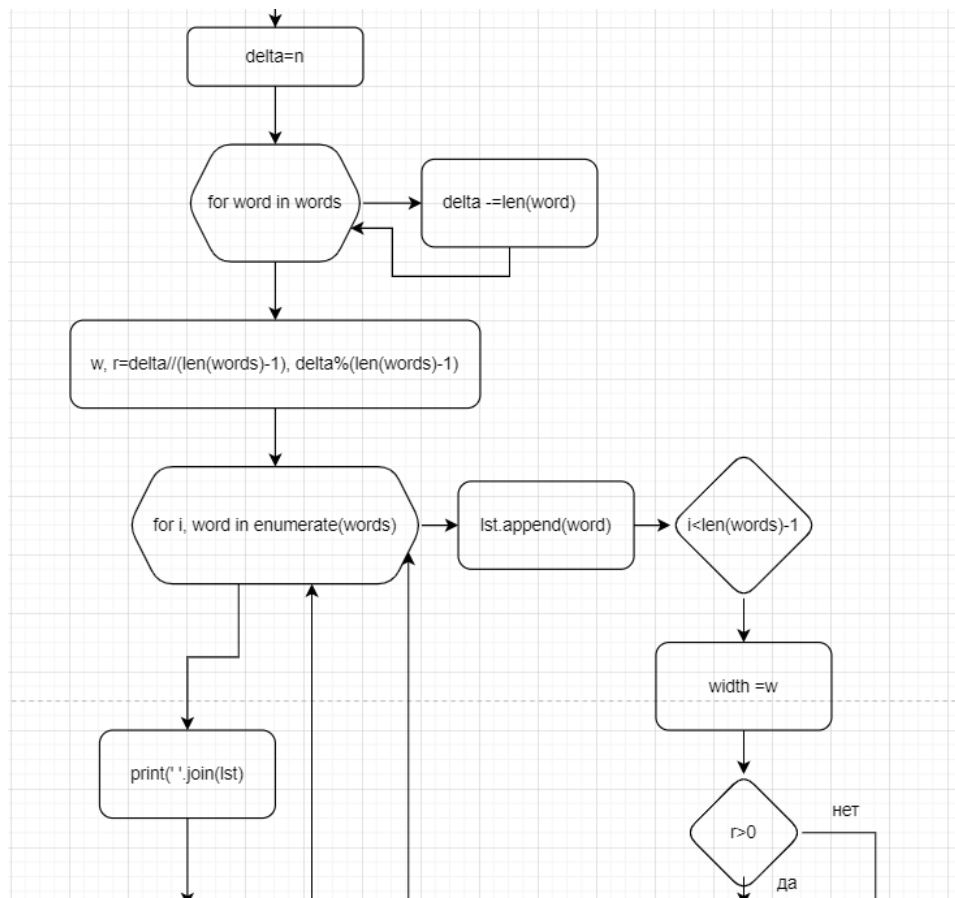 delta=n
for word in words
delta -=len(word)
w, r=delta//(len(words)-1), delta%(len(words)-1)
for i, word in enumerate(words)
lst.append(word)
i<len(words)-1
width =w
print(' '.join(lst)
r>0
нет
да